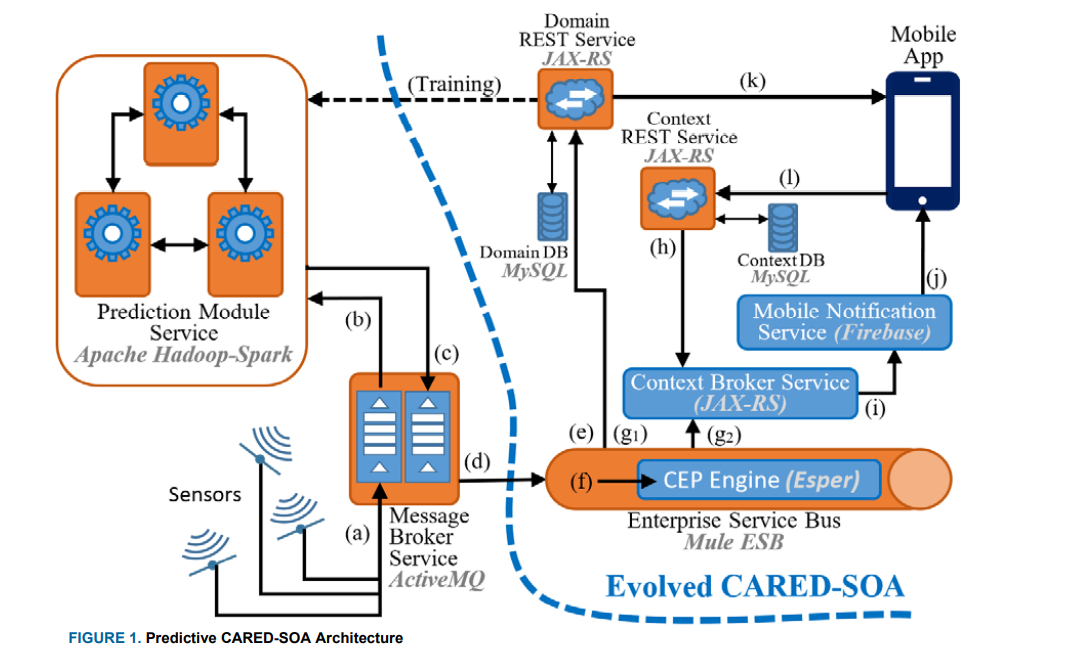 Domain
REST Service
JAX-RS
Mobile
App
(Training)
(k)
Context
REST Service
JAX-RS
(l)
(h)
Domain DB
MySQL
Context DB
MySQL
(j)
Prediction Module
Service
Apache Hadoop-Spark
(b)
(c)
Mobile Notification
Service (Firebase)
Context Broker Service
(JAX-RS)
(i)
(e)
(g1)
(g2)
(d)
(f)
CEP Engine (Esper)
Sensors
(a)
Message
Broker
Service
ActiveMQ
Enterprise Service Bus
Mule ESB
Evolved CARED-SOA
FIGURE 1. Predictive CARED-SOA Architecture